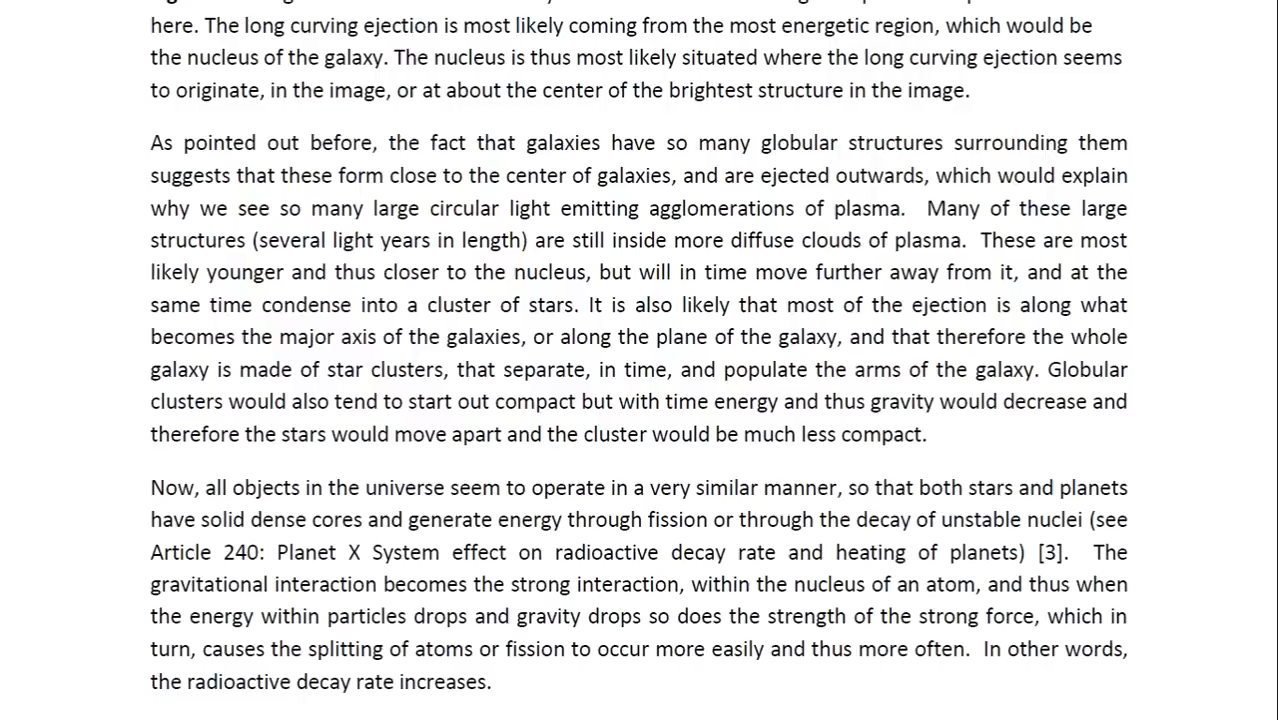 here. The long curving ejection is most likely coming from the most energetic region, which would be
the nucleus of the galaxy. The nucleus is thus most likely situated where the long curving ejection seems
to originate, in the image, or at about the center of the brightest structure in the image.
As pointed out before, the fact that galaxies have so many globular structures surrounding them
suggests that these form close to the center of galaxies, and are ejected outwards, which would explain
why we see so many large circular light emitting agglomerations of plasma. Many of these large
structures (several light years in length) are still inside more diffuse clouds of plasma. These are most
likely younger and thus closer to the nucleus, but will in time move further away from it, and at the
same time condense into a cluster of stars. It is also likely that most of the ejection is along what
becomes the major axis of the galaxies, or along the plane of the galaxy, and that therefore the whole
galaxy is made of star clusters, that separate, in time, and populate the arms of the galaxy. Globular
clusters would also tend to start out compact but with time energy and thus gravity would decrease and
therefore the stars would move apart and the cluster would be much less compact.
Now, all objects in the universe seem to operate in a very similar manner, so that both stars and planets
have solid dense cores and generate energy through fission or through the decay of unstable nuclei (see
Article 240: Planet X System effect on radioactive decay rate and heating of planets) [3]. The
gravitational interaction becomes the strong interaction, within the nucleus of an atom, and thus when
the energy within particles drops and gravity drops so does the strength of the strong force, which in
turn, causes the splitting of atoms or fission to occur more easily and thus more often. In other words,
the radioactive decay rate increases.